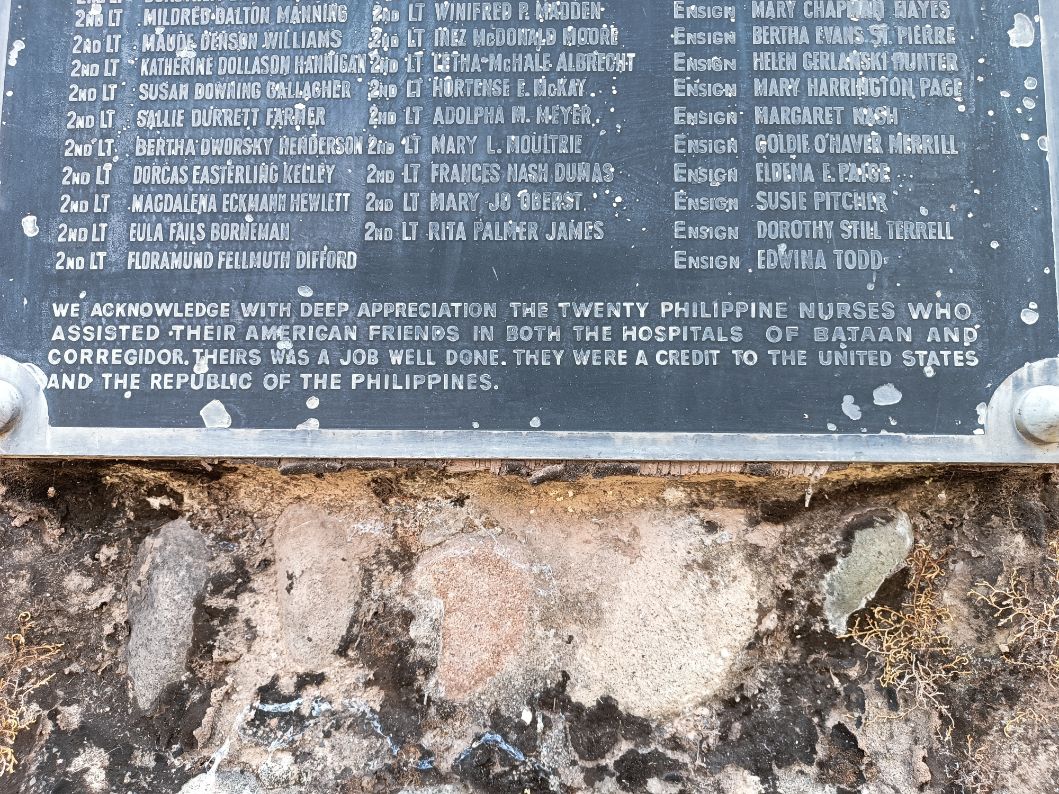 2ND LT MILDRED DALTON MANNING 2ND LT WINIFRED P. MADDEN ENSIGN MARY CHAPMAN HAYES
2ND LT MAUDE DENSON WILLIAMS 2ND LT INEZ MCDONALD MOORE ENSIGN BERTHA EVANS ST. PIERRE
2ND LT KATHERINE DOLLASON HANNIGAN 2ND LT LETHA MCHALE ALBRECHT ENSIGN HELEN GORZELANSKI HUNTER
2ND LT SUSAN DOWNING GALLAGHER 2ND LT HORTENSE E. MCKAY ENSIGN MARY HARRINGTON PAGE
2ND LT SALLIE DURRETT FARMER 2ND LT ADOLPHA M. MEYER ENSIGN MARGARET NASH
2ND LT BERTHA DWORSKY HENDERSON 2ND LT MARY L. MOULTRIE ENSIGN GOLDIE O'HAVER MERRILL
2ND LT DORCAS EASTERLING KELLEY 2ND LT FRANCES NASH DUMAS ENSIGN ELDENA E. PAIGE
2ND LT MAGDALENA ECKMANN HEWLETT 2ND LT MARY JO OBERST ENSIGN SUSIE PITCHER
2ND LT EULA FAILS BORNEMAN 2ND LT RITA PALMER JAMES ENSIGN DOROTHY STILL TERRELL
2ND LT FLORAMUND FELLMUTH DIFFORD ENSIGN EDWINA TODD
WE ACKNOWLEDGE WITH DEEP APPRECIATION THE TWENTY PHILIPPINE NURSES WHO
ASSISTED THEIR AMERICAN FRIENDS IN BOTH THE HOSPITALS OF BATAAN AND
CORREGIDOR. THEIRS WAS A JOB WELL DONE. THEY WERE A CREDIT TO THE UNITED STATES
AND THE REPUBLIC OF THE PHILIPPINES.